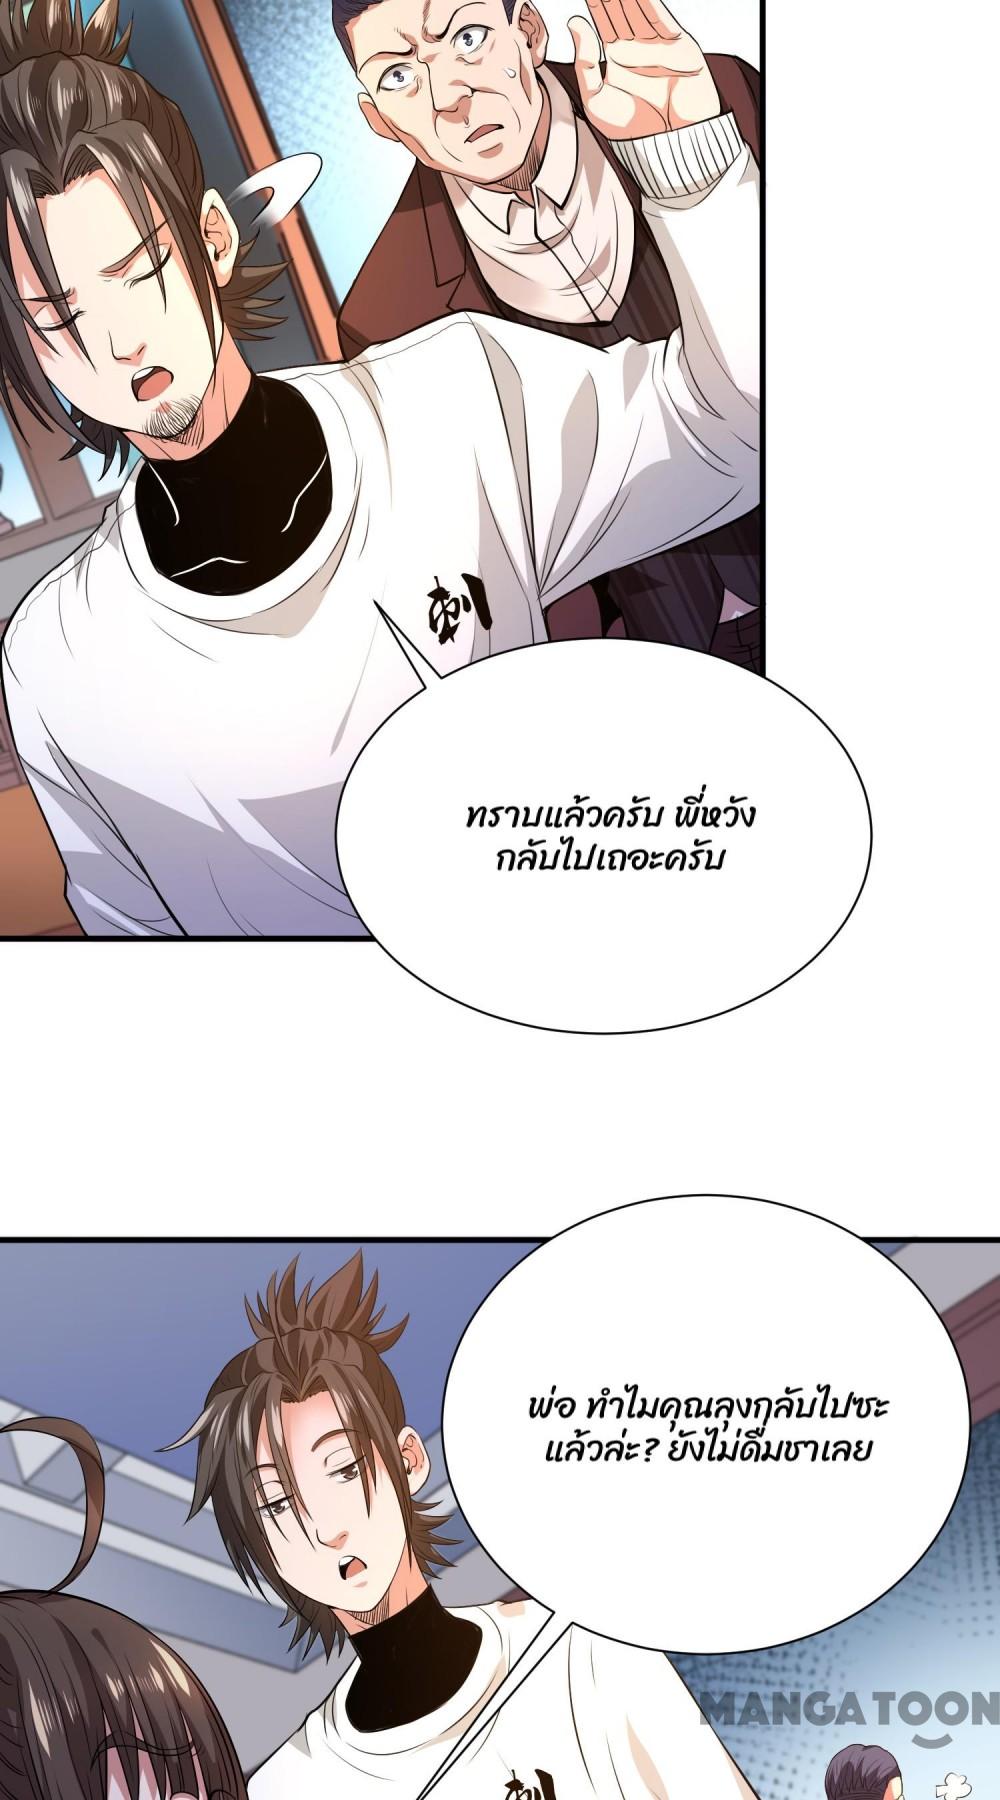 刺
ทราบแล้วครับ พี่หวัง
กลับไปเถอะครับ
พ่อ ทำไมคุณลุงกลับไปซะ
แล้วล่ะ? ยังไม่ดื่มชาเลย
MANGATOON